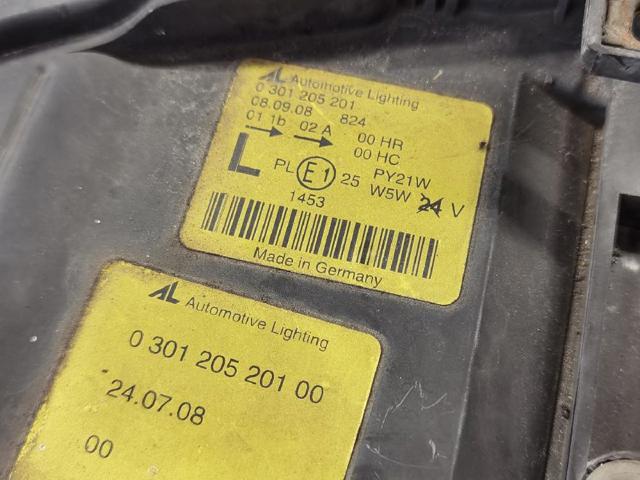 AL Automotive Lighting
0 301 205 201
08.09.08 824
01 1b 02 A 00 HR
00 HC
L PL E1 25 PY21W
W5W 24 V
1453
Made in Germany
AL Automotive Lighting
0 301 205 201 00
24.07.08
00